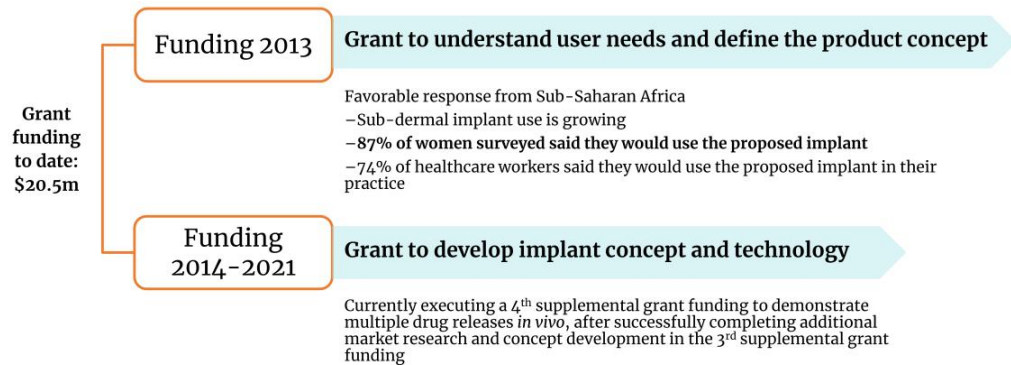 Grant
funding
to date:
$20.5m
Funding 2013
Grant to understand user needs and define the product concept
Favorable response from Sub-Saharan Africa
–Sub-dermal implant use is growing
–87% of women surveyed said they would use the proposed implant
–74% of healthcare workers said they would use the proposed implant in their
practice
Funding
2014-2021
Grant to develop implant concept and technology
Currently executing a 4th supplemental grant funding to demonstrate
multiple drug releases in vivo, after successfully completing additional
market research and concept development in the 3rd supplemental grant
funding